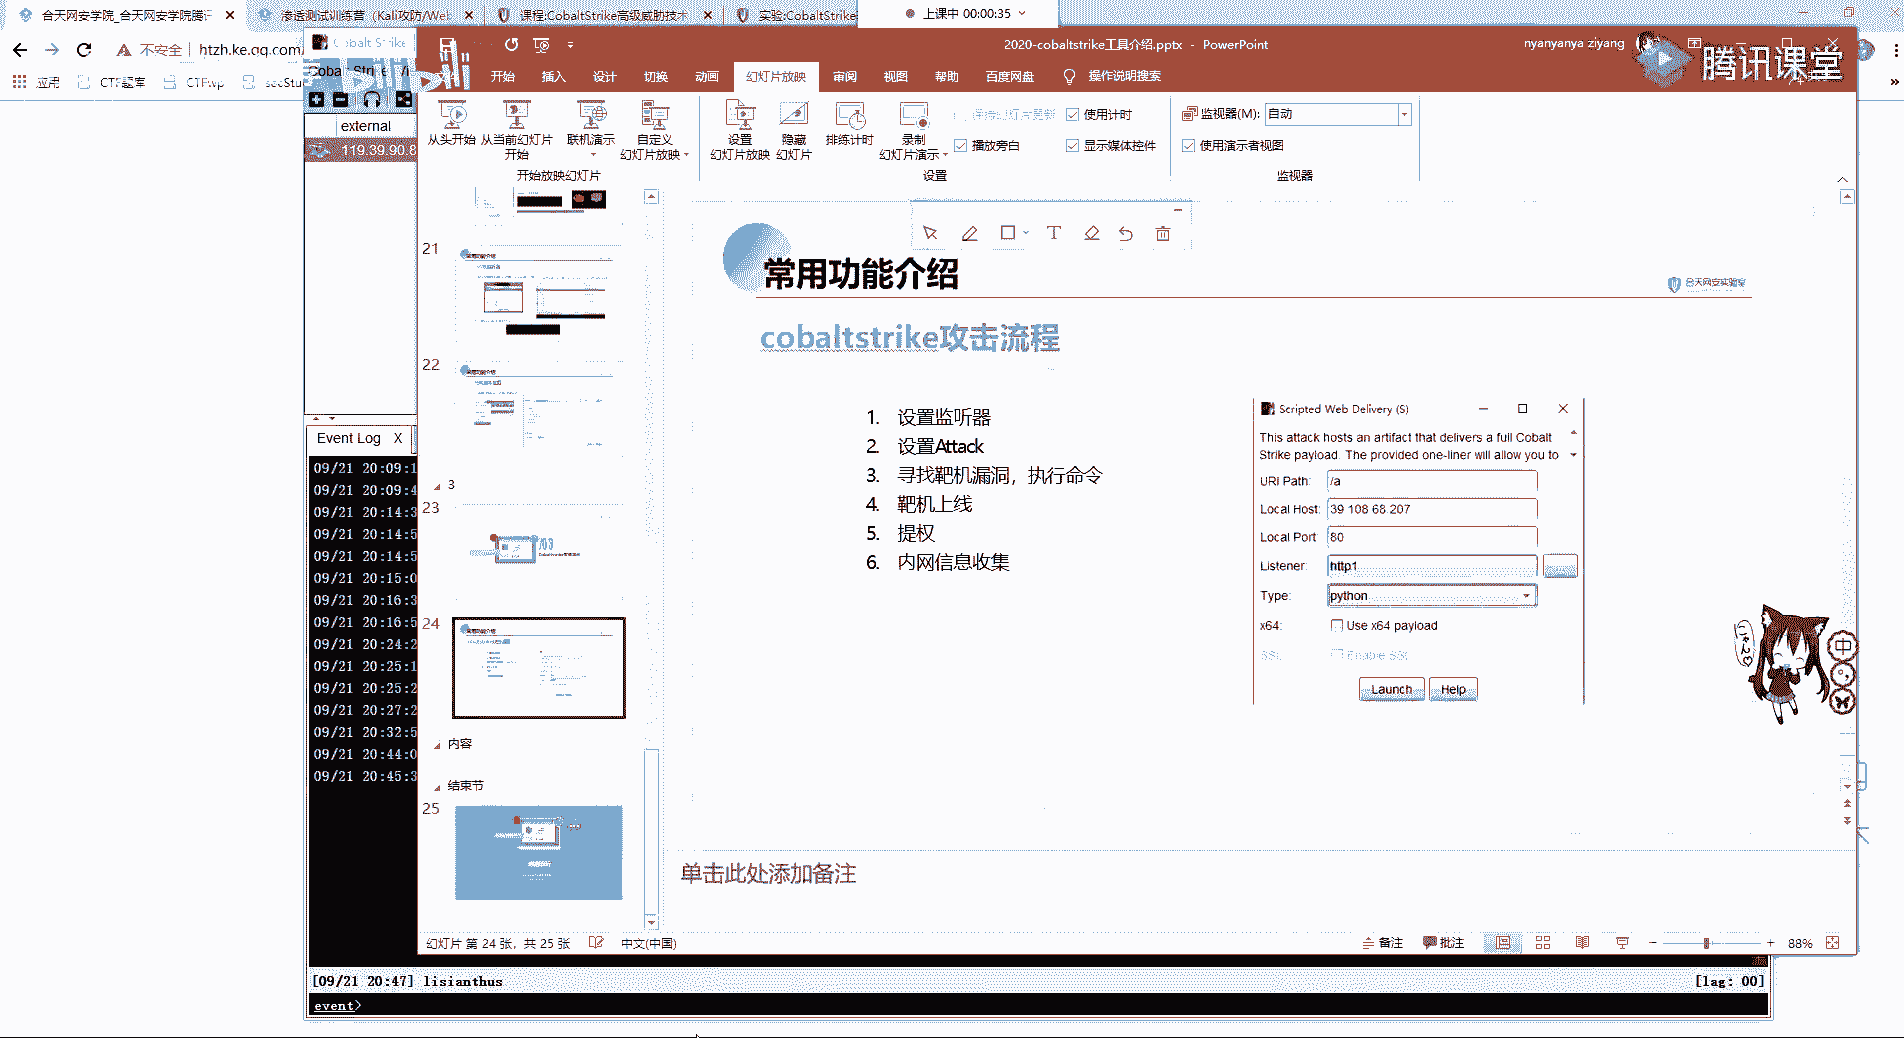 合天网安学院_合天网安学院腾讯
渗透测试训练营（Kali攻防/Wel
课程:CobaltStrike高级威胁技术
实验:CobaltStrike
上课中 00:00:35
不安全
htzh.ke.qq.com/
应用
CTF题库
CTFwp
secStu
Cobalt Strike
Cobalt Strike
external
119.39.90.8
Event Log X
09/21 20:09:1
09/21 20:09:4
09/21 20:14:3
09/21 20:14:5
09/21 20:14:5
09/21 20:15:0
09/21 20:16:3
09/21 20:16:5
09/21 20:24:2
09/21 20:25:1
09/21 20:25:2
09/21 20:27:2
09/21 20:32:5
09/21 20:44:0
09/21 20:45:3
[09/21 20:47] lisianthus
[lag: 00]
event>
2020-cobaltstrike工具介绍.pptx - PowerPoint
nyanyanya ziyang
腾讯课堂
bilibili
开始 插入 设计 切换 动画 幻灯片放映 审阅 视图 帮助 百度网盘 操作说明搜索
从头开始
从当前幻灯片
开始
联机演示
自定义
幻灯片放映
开始放映幻灯片
设置
幻灯片放映
隐藏
幻灯片
排练计时
录制
幻灯片演示
使用计时
播放旁白
显示媒体控件
设置
监视器(M): 自动
使用演示者视图
监视器
21
常用功能介绍
22
常用功能介绍
3
23
24
常用功能介绍
内容
结束节
25
常用功能介绍
合天网安实验室
cobaltstrike攻击流程
1. 设置监听器
2. 设置Attack
3. 寻找靶机漏洞，执行命令
4. 靶机上线
5. 提权
6. 内网信息收集
Scripted Web Delivery (S)
This attack hosts an artifact that delivers a full Cobalt
Strike payload. The provided one-liner will allow you to
URI Path: /a
Local Host: 39.108.68.207
Local Port: 80
Listener: http1
Type: python
x64: Use x64 payload
SSL: Enable SSL
Launch Help
中
单击此处添加备注
幻灯片 第 24 张，共 25 张
中文(中国)
备注
批注
88%